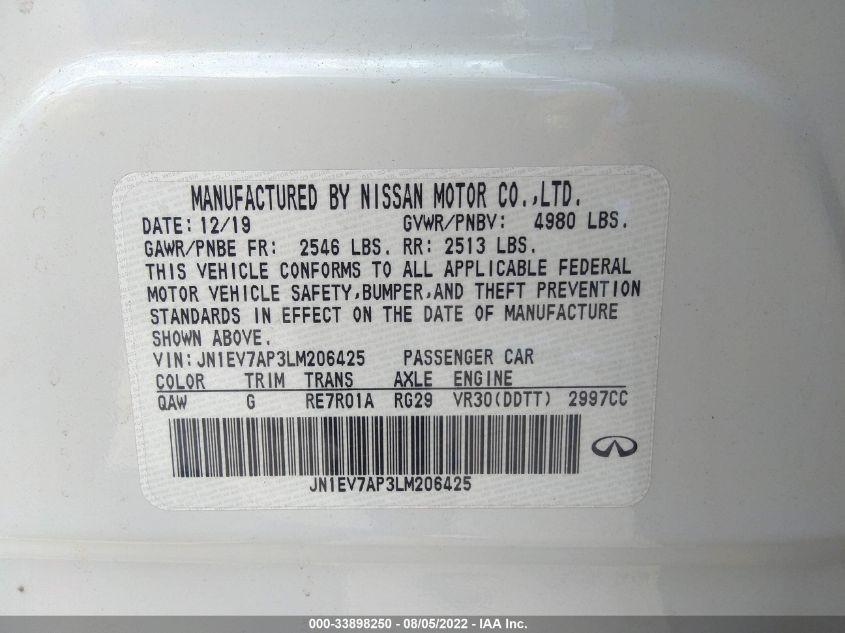 MANUFACTURED BY NISSAN MOTOR CO.,LTD.
DATE: 12/19 GVWR/PNBV: 4980 LBS.
GAWR/PNBE FR: 2546 LBS. RR: 2513 LBS.
THIS VEHICLE CONFORMS TO ALL APPLICABLE FEDERAL
MOTOR VEHICLE SAFETY,BUMPER,AND THEFT PREVENTION
STANDARDS IN EFFECT ON THE DATE OF MANUFACTURE
SHOWN ABOVE.
VIN:JN1EV7AP3LM206425 PASSENGER CAR
COLOR TRIM TRANS AXLE ENGINE
QAW G RE7R01A RG29 VR30(DDTT) 2997CC
JN1EV7AP3LM206425
000-33898250 - 08/05/2022 - IAA Inc.